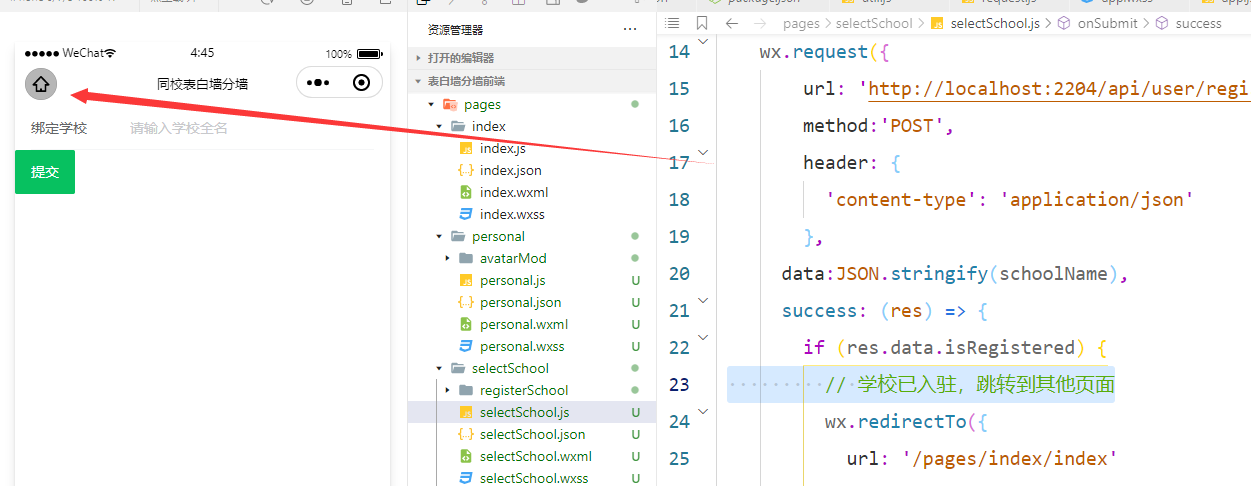 WeChat
4:45
100%
同校表白墙分墙
绑定学校
请输入学校全名
提交
资源管理器
打开的编辑器
表白墙分墙前端
pages
index
index.js
index.json
index.wxml
index.wxss
personal
avatarMod
personal.js U
personal.json U
personal.wxml U
personal.wxss U
selectSchool
registerSchool
selectSchool.js U
selectSchool.json U
selectSchool.wxml U
selectSchool.wxss U
pages > selectSchool > selectSchool.js > onSubmit > success
14 wx.request({
15 url: 'http://localhost:2204/api/user/regi
16 method:'POST',
17 header: {
18 'content-type': 'application/json'
19 },
20 data:JSON.stringify(schoolName),
21 success: (res) => {
22 if (res.data.isRegistered) {
23 // 学校已入驻，跳转到其他页面
24 wx.redirectTo({
25 url: '/pages/index/index'